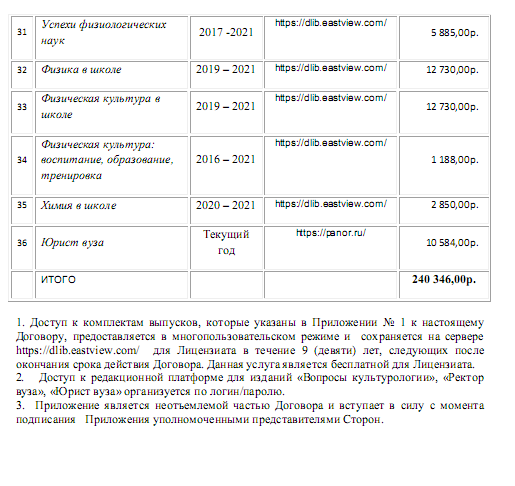 31 Успехи физиологических наук 2017 -2021 https://dlib.eastview.com/ 5 885,00р.
32 Физика в школе 2019 – 2021 https://dlib.eastview.com/ 12 730,00р.
33 Физическая культура в школе 2019 – 2021 https://dlib.eastview.com/ 12 730,00р.
34 Физическая культура: воспитание, образование, тренировка 2016 – 2021 https://dlib.eastview.com/ 1 188,00р.
35 Химия в школе 2020 – 2021 https://dlib.eastview.com/ 2 850,00р.
36 Юрист вуза Текущий год https://panor.ru/ 10 584,00р.
ИТОГО 240 346,00р.
1. Доступ к комплектам выпусков, которые указаны в Приложении № 1 к настоящему
Договору, предоставляется в многопользовательском режиме и сохраняется на сервере
https://dlib.eastview.com/ для Лицензиата в течение 9 (девяти) лет, следующих после
окончания срока действия Договора. Данная услуга является бесплатной для Лицензиата.
2. Доступ к редакционной платформе для изданий «Вопросы культурологии», «Ректор
вуза», «Юрист вуза» организуется по логин/паролю.
3. Приложение является неотъемлемой частью Договора и вступает в силу с момента
подписания Приложения уполномоченными представителями Сторон.